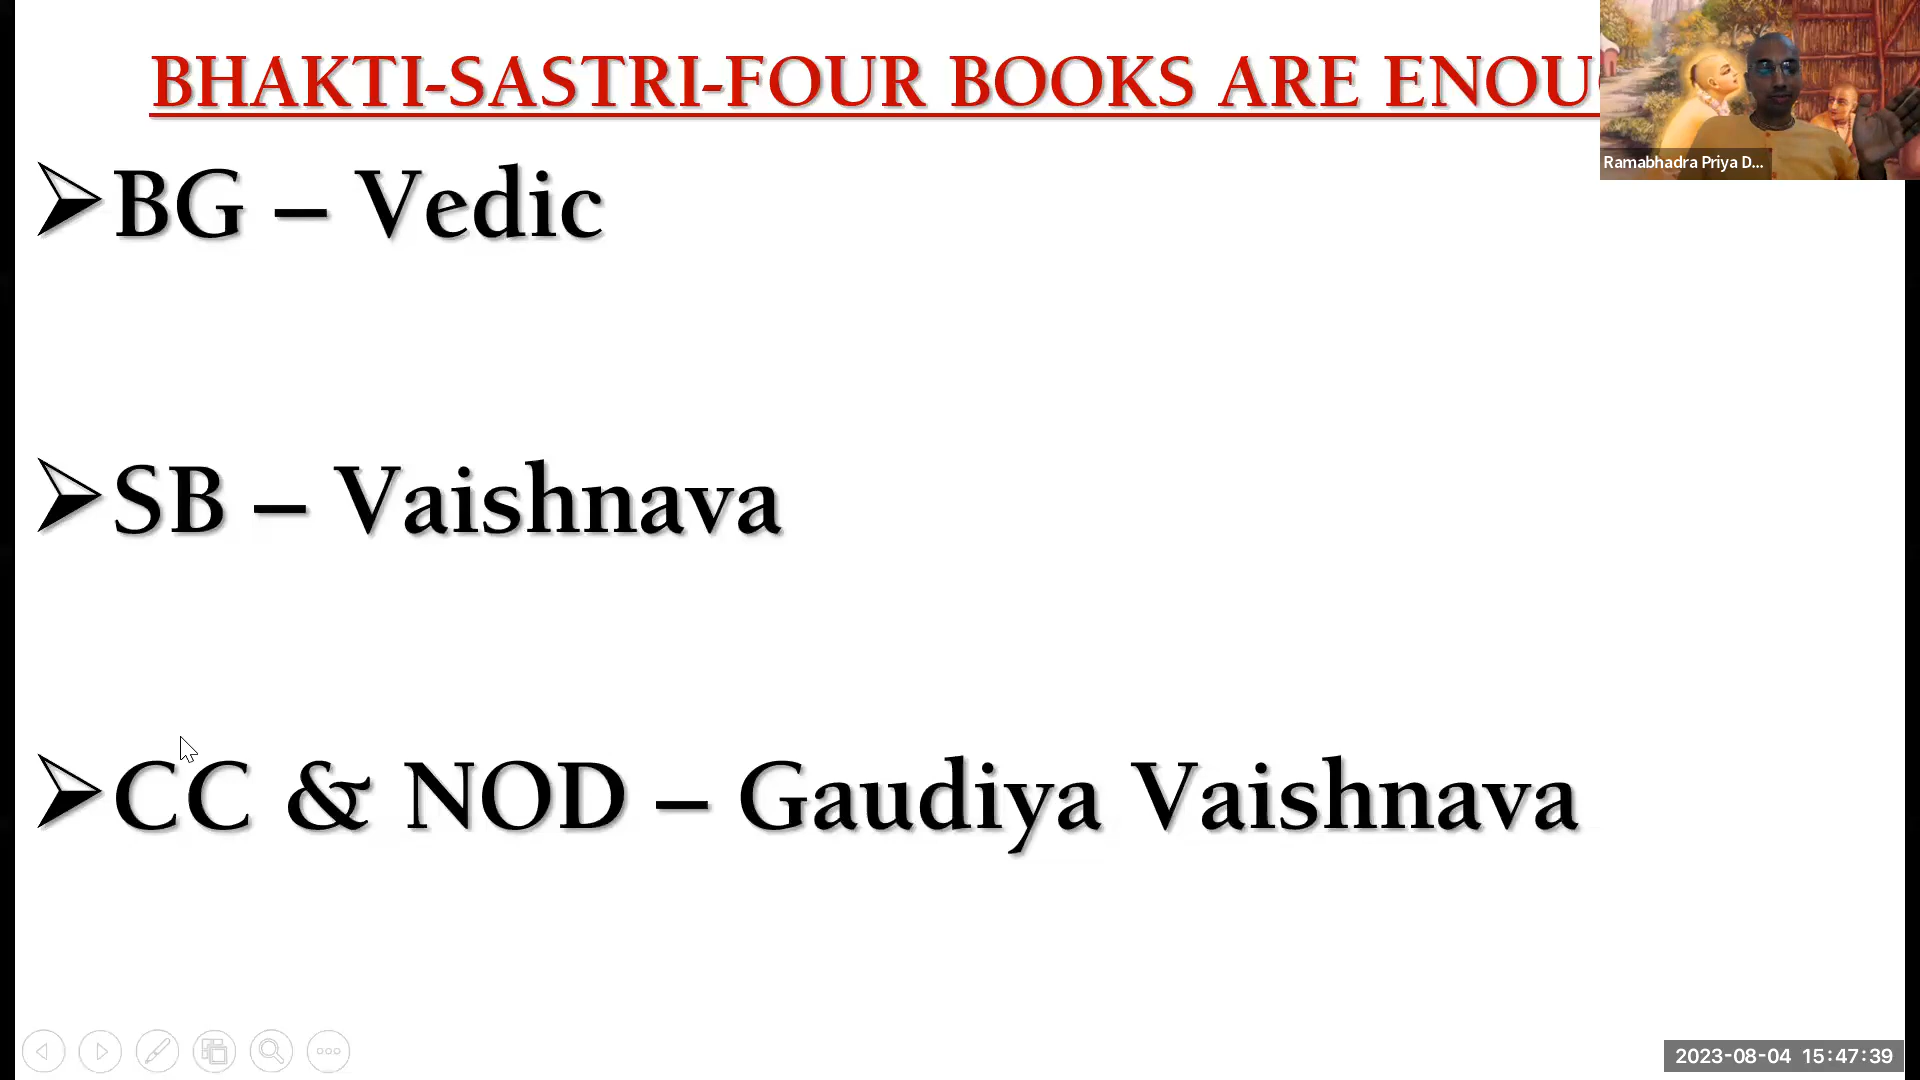 BHAKTI-SASTRI-FOUR BOOKS ARE
Ramabhadra Priya D...
BG – Vedic
SB – Vaishnava
CC & NOD – Gaudiya Vaishnava
2023-08-04 15:47:39